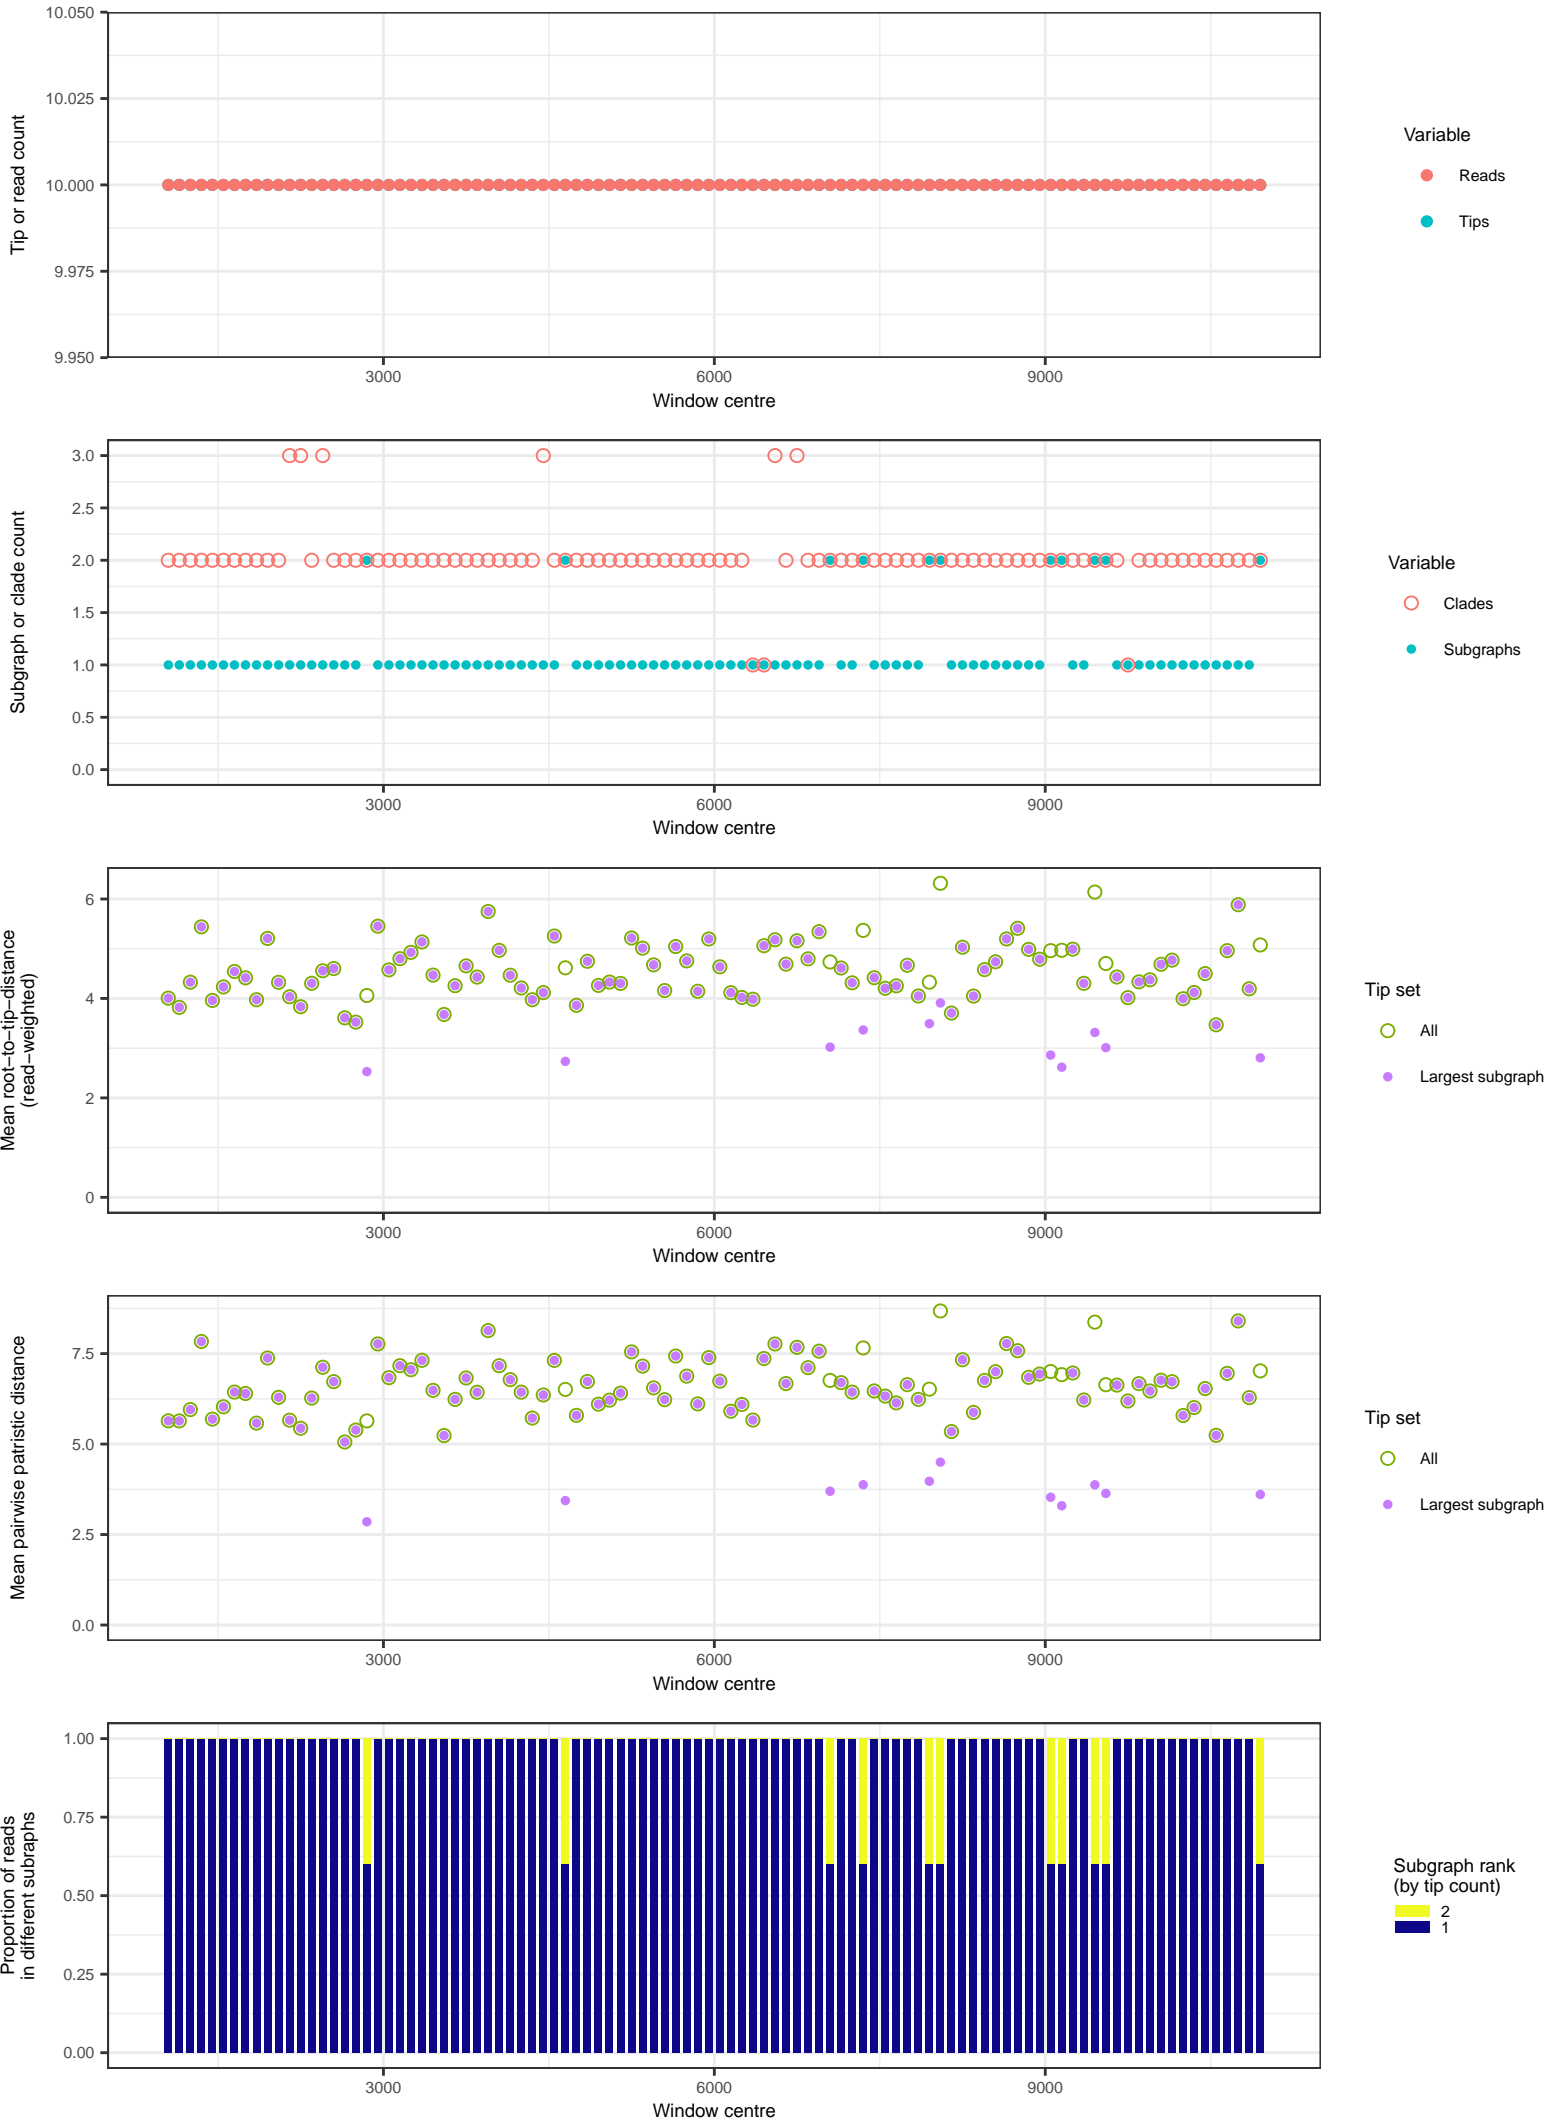 10.050
10.025
10.000
9.975
9.950
Tip or read count
3000 6000 9000
Window centre
Variable
Reads
Tips
3.0
2.5
2.0
1.5
1.0
0.5
0.0
Subgraph or clade count
3000 6000 9000
Window centre
Variable
Clades
Subgraphs
6
4
2
0
Mean root−to−tip−distance
(read−weighted)
3000 6000 9000
Window centre
Tip set
All
Largest subgraph
7.5
5.0
2.5
0.0
Mean pairwise patristic distance
3000 6000 9000
Window centre
Tip set
All
Largest subgraph
1.00
0.75
0.50
0.25
0.00
Proportion of reads
in different subraphs
3000 6000 9000
Window centre
Subgraph rank
(by tip count)
2
1